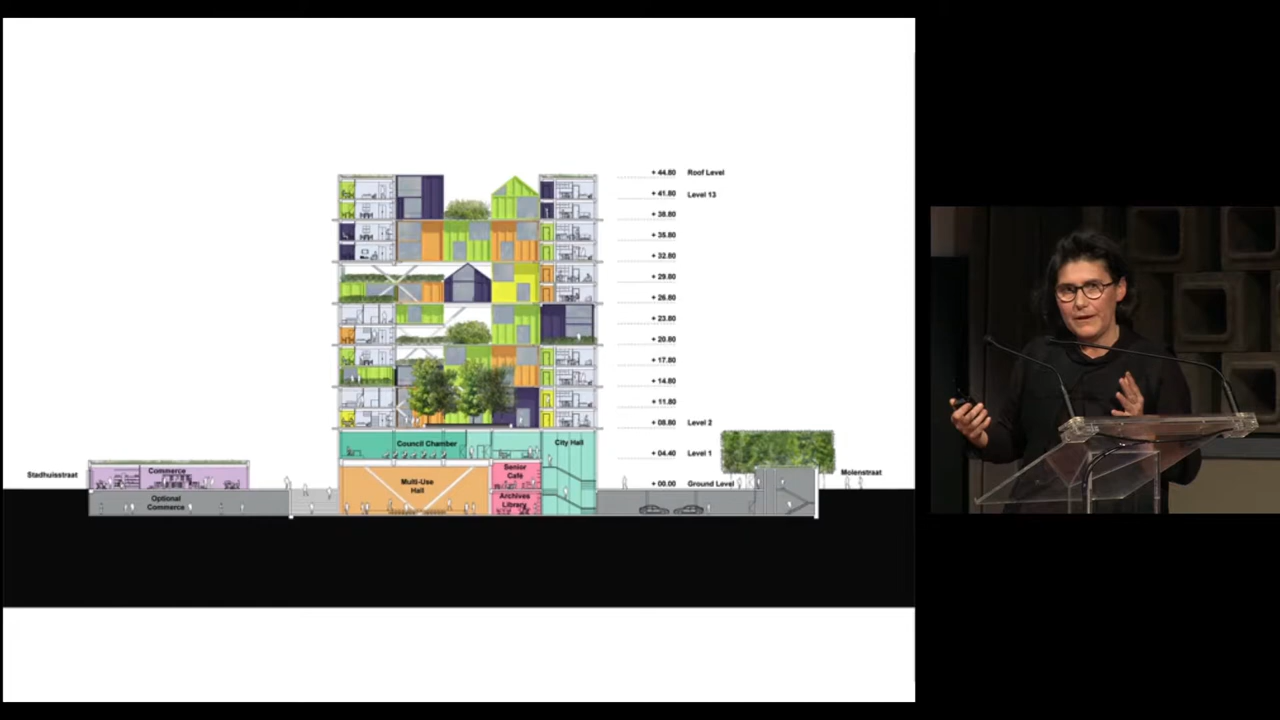 + 44.80 Roof Level
+ 41.80 Level 13
+ 38.80
+ 35.80
+ 32.80
+ 29.80
+ 26.80
+ 23.80
+ 20.80
+ 17.80
+ 14.80
+ 11.80
+ 08.80 Level 2
Council Chamber
City Hall
+ 04.40 Level 1
Stadhuisstraat
Commerce
Senior
Café
Molenstraat
Multi-Use
Hall
+ 00.00 Ground Level
Optional
Commerce
Archives
Library